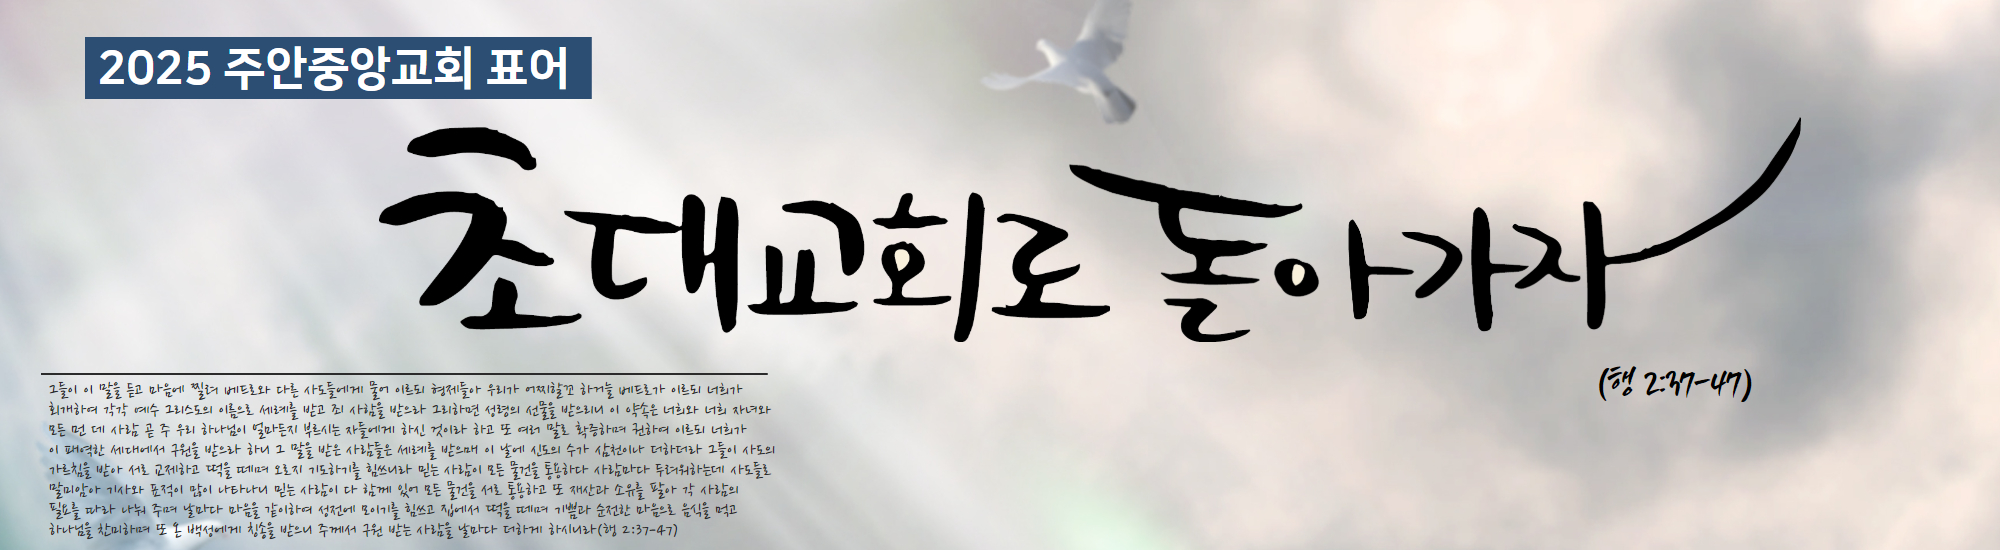 2025 주안중앙교회 표어
초대교회로 돌아가자
(행 2:37-47)
그들이 이 말을 듣고 마음에 찔려 베드로와 다른 사도들에게 물어 이르되 형제들아 우리가 어찌할꼬 하거늘 베드로가 이르되 너희가
회개하여 각각 예수 그리스도의 이름으로 세례를 받고 죄 사함을 받으라 그리하면 성령의 선물을 받으리니 이 약속은 너희와 너희 자녀와
모든 먼 데 사람 곧 주 우리 하나님이 얼마든지 부르시는 자들에게 하신 것이라 하고 또 여러 말로 확증하며 권하여 이르되 너희가
이 패역한 세대에서 구원을 받으라 하니 그 말을 받은 사람들은 세례를 받으매 이 날에 신도의 수가 삼천이나 더하더라 그들이 사도의
가르침을 받아 서로 교제하고 떡을 떼며 오로지 기도하기를 힘쓰니라 믿는 사람이 모든 물건을 통용하다 사람마다 두려워하는데 사도들로
말미암아 기사와 표적이 많이 나타나니 믿는 사람이 다 함께 있어 모든 물건을 서로 통용하고 또 재산과 소유를 팔아 각 사람의
필요를 따라 나눠 주며 날마다 마음을 같이하여 성전에 모이기를 힘쓰고 집에서 떡을 떼며 기쁨과 순전한 마음으로 음식을 먹고
하나님을 찬미하며 또 온 백성에게 칭송을 받으니 주께서 구원 받는 사람을 날마다 더하게 하시니라(행 2:37-47)